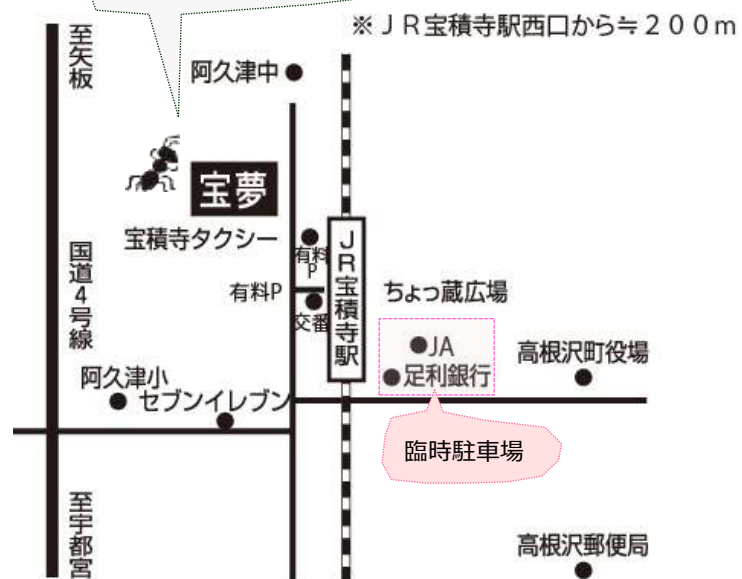 ※ＪＲ宝積寺駅西口から≒２００ｍ
至矢板
阿久津中
宝夢
宝積寺タクシー
有料P
JR宝積寺駅
国道4号線
有料P
ちょっ蔵広場
交番
JA
高根沢町役場
足利銀行
阿久津小
セブンイレブン
臨時駐車場
至宇都宮
高根沢郵便局